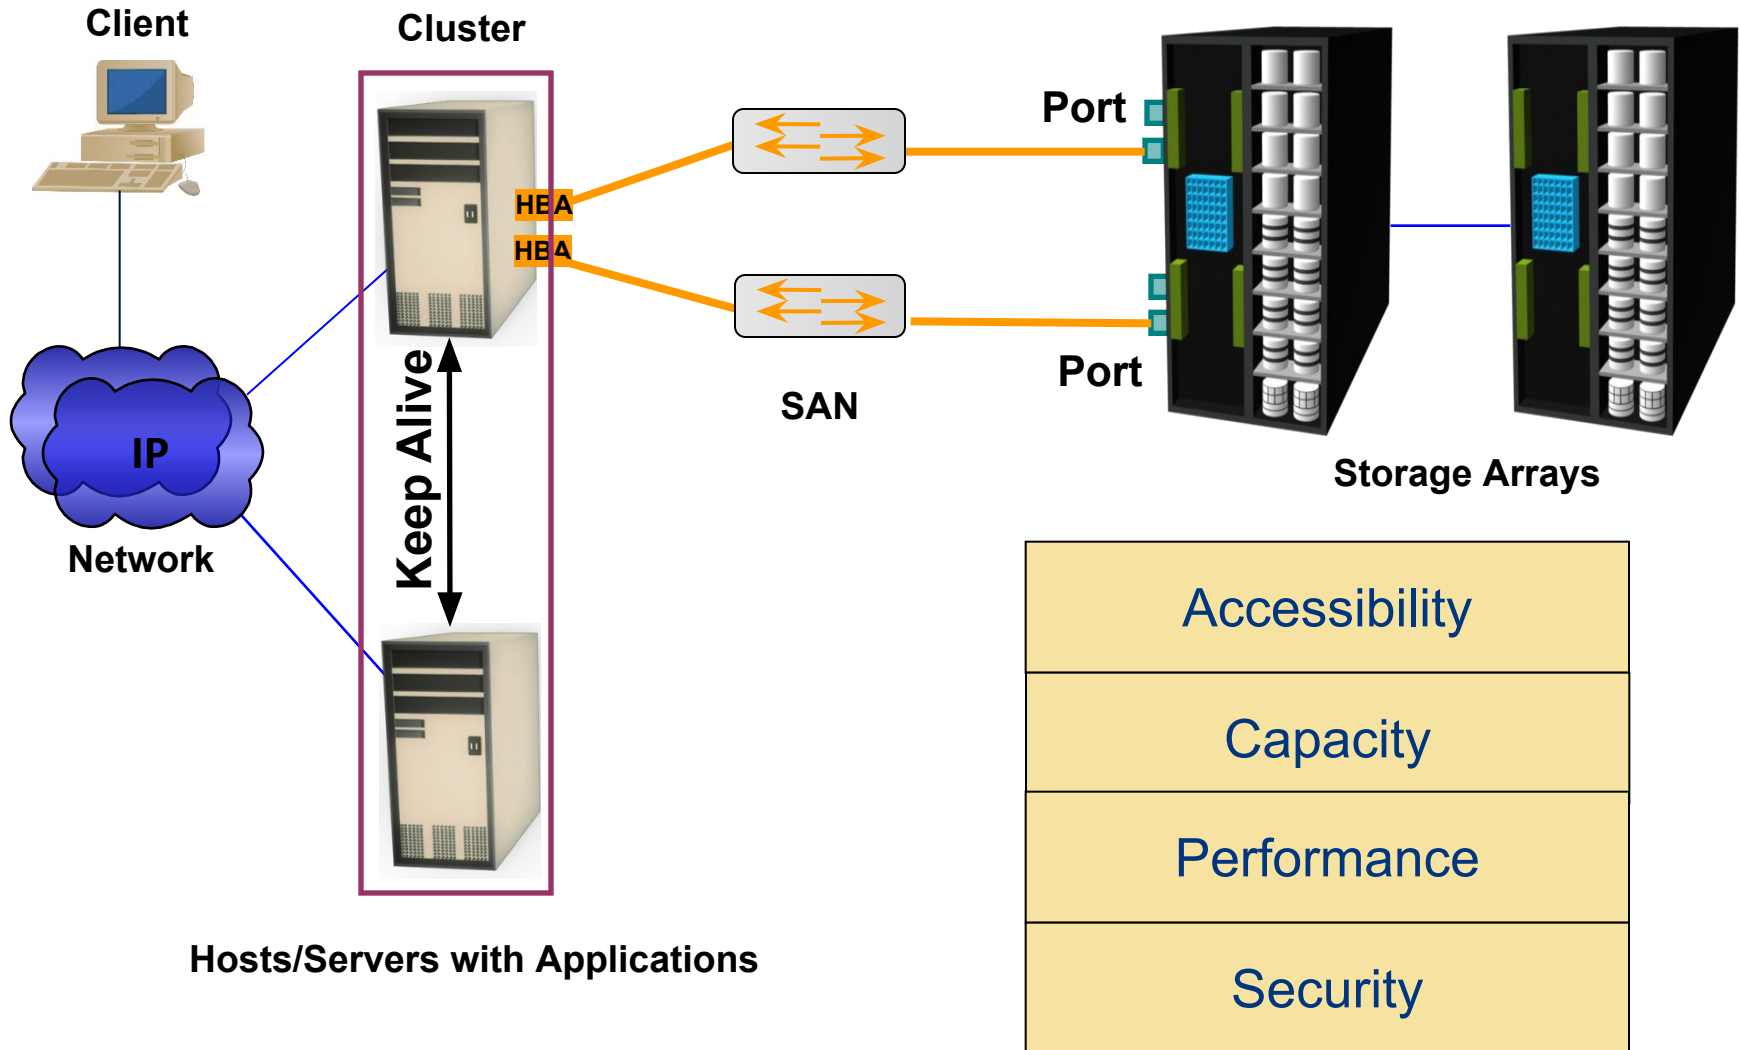 Client
Cluster
Port
HBA
HBA
Port
SAN
Keep Alive
IP
Network
Storage Arrays
Hosts/Servers with Applications
Accessibility
Capacity
Performance
Security